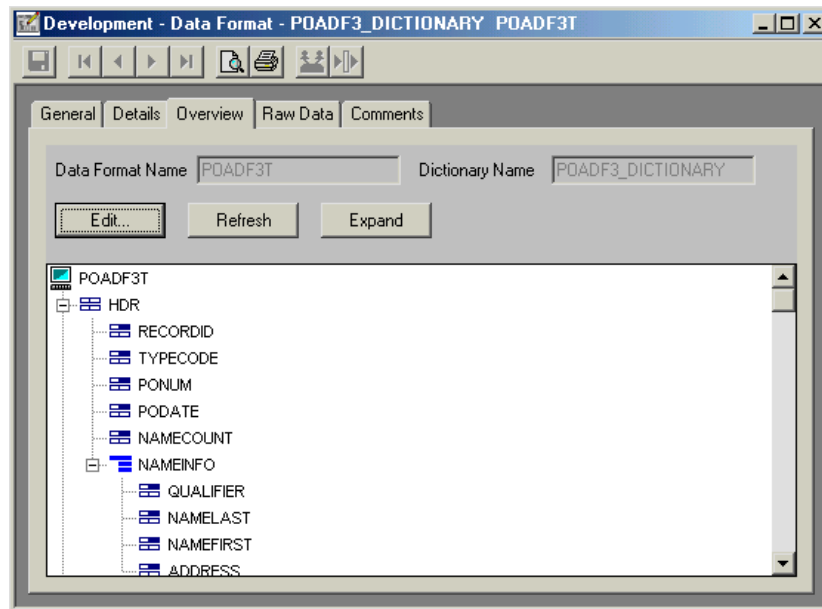 Development - Data Format - POADF3_DICTIONARY POADF3T
General Details Overview Raw Data Comments
Data Format Name POADF3T Dictionary Name POADF3_DICTIONARY
Edit... Refresh Expand
POADF3T
HDR
RECORDID
TYPECODE
PONUM
PODATE
NAMECOUNT
NAMEINFO
QUALIFIER
NAMELAST
NAMEFIRST
ADDRESS